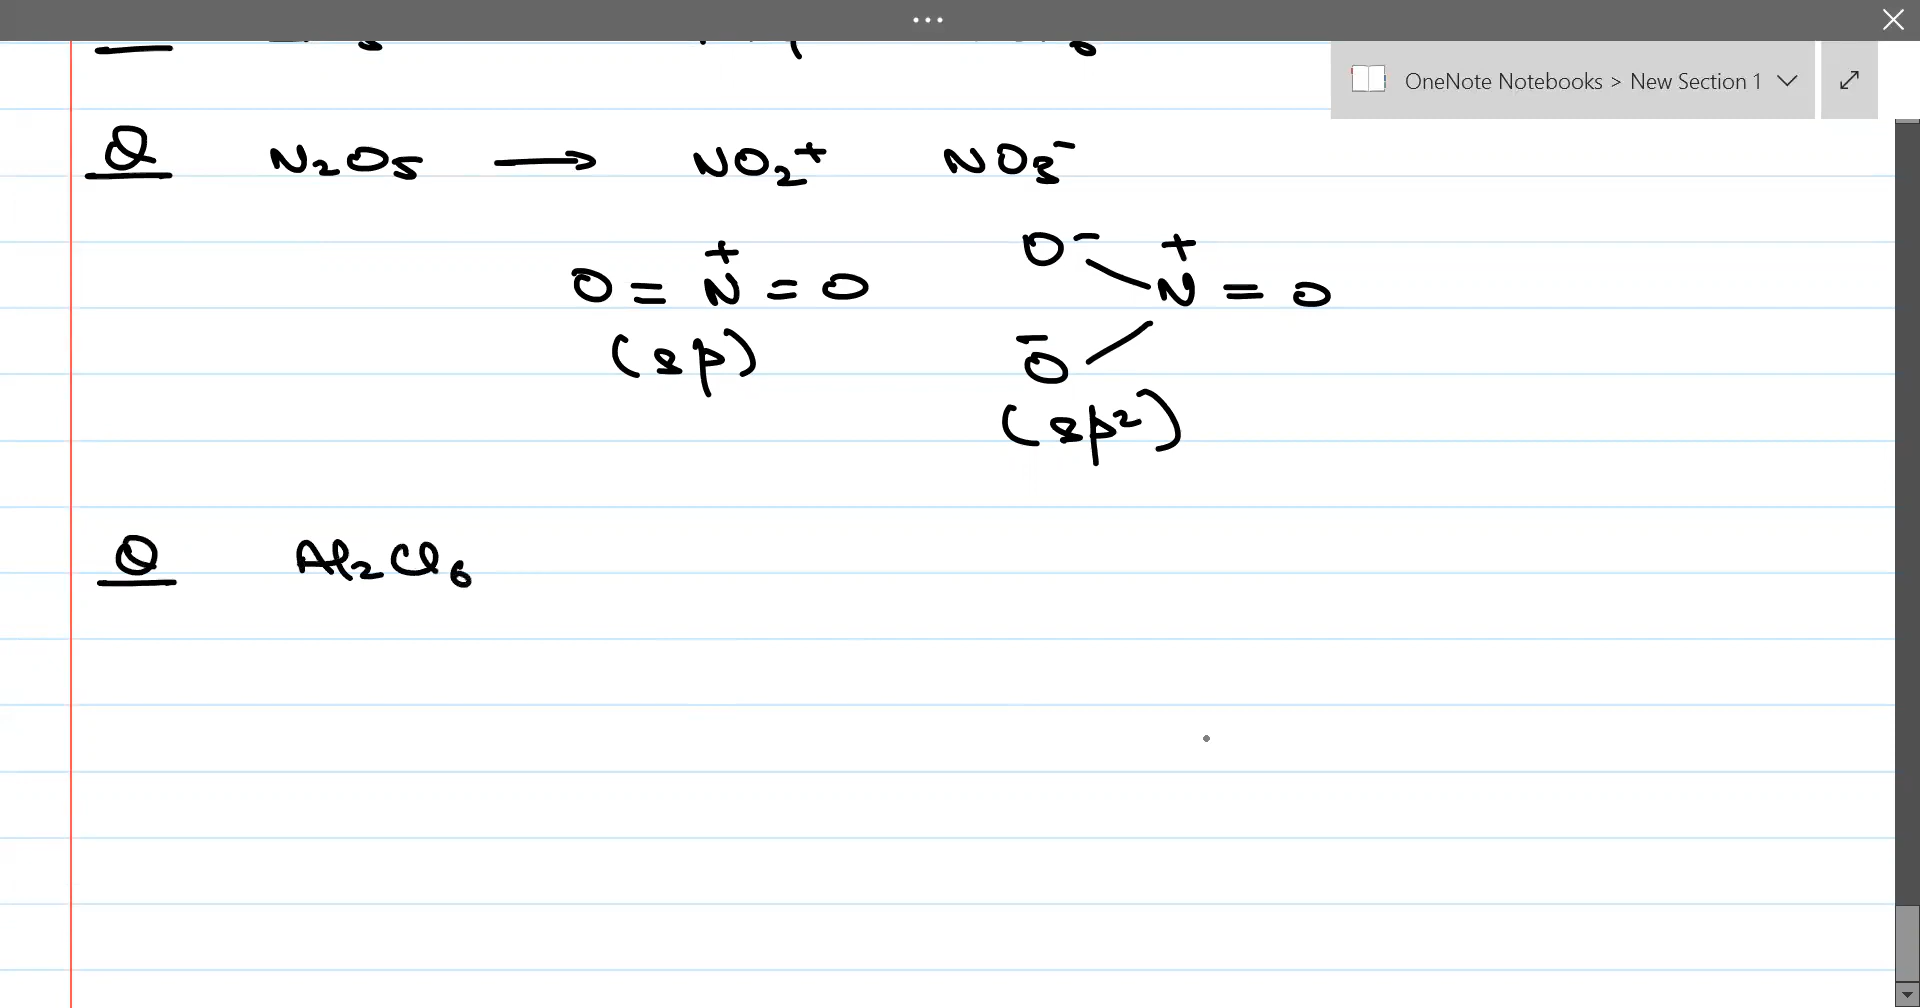 OneNote Notebooks > New Section 1
Q N₂O₅ ⟶ NO₂⁺ NO₃⁻
O = N⁺ = O
(sp)
O⁻ N⁺ = O
O⁻
(sp²)
Q Al₂Cl₆